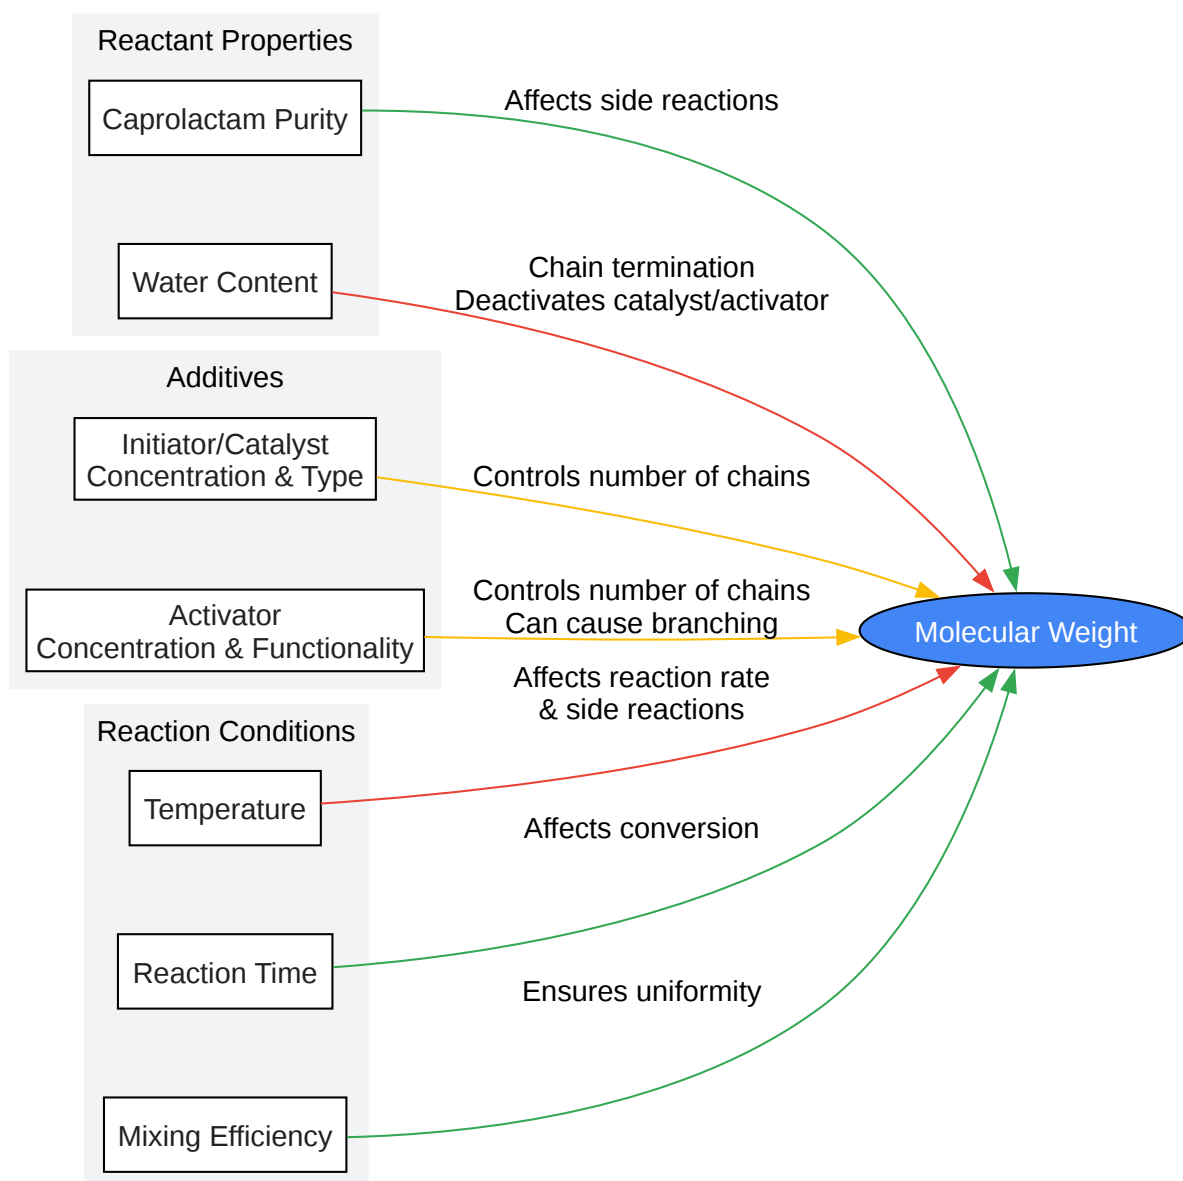 Reactant Properties
Caprolactam Purity
Affects side reactions
Water Content
Chain termination
Deactivates catalyst/activator
Additives
Initiator/Catalyst
Concentration & Type
Controls number of chains
Activator
Concentration & Functionality
Controls number of chains
Can cause branching
Molecular Weight
Reaction Conditions
Temperature
Affects reaction rate
& side reactions
Reaction Time
Affects conversion
Mixing Efficiency
Ensures uniformity